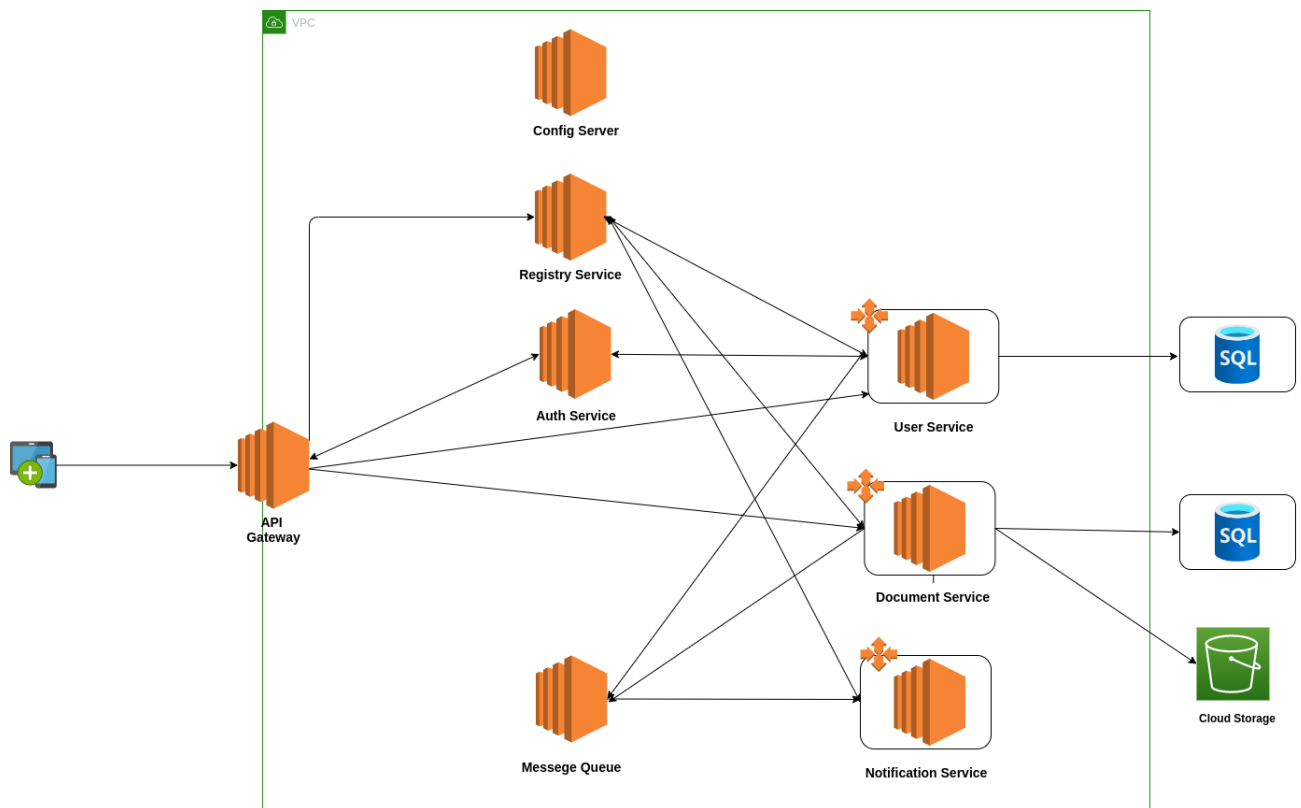 VPC
Config Server
Registry Service
Auth Service
User Service
SQL
API
Gateway
SQL
Document Service
Cloud Storage
Messege Queue
Notification Service